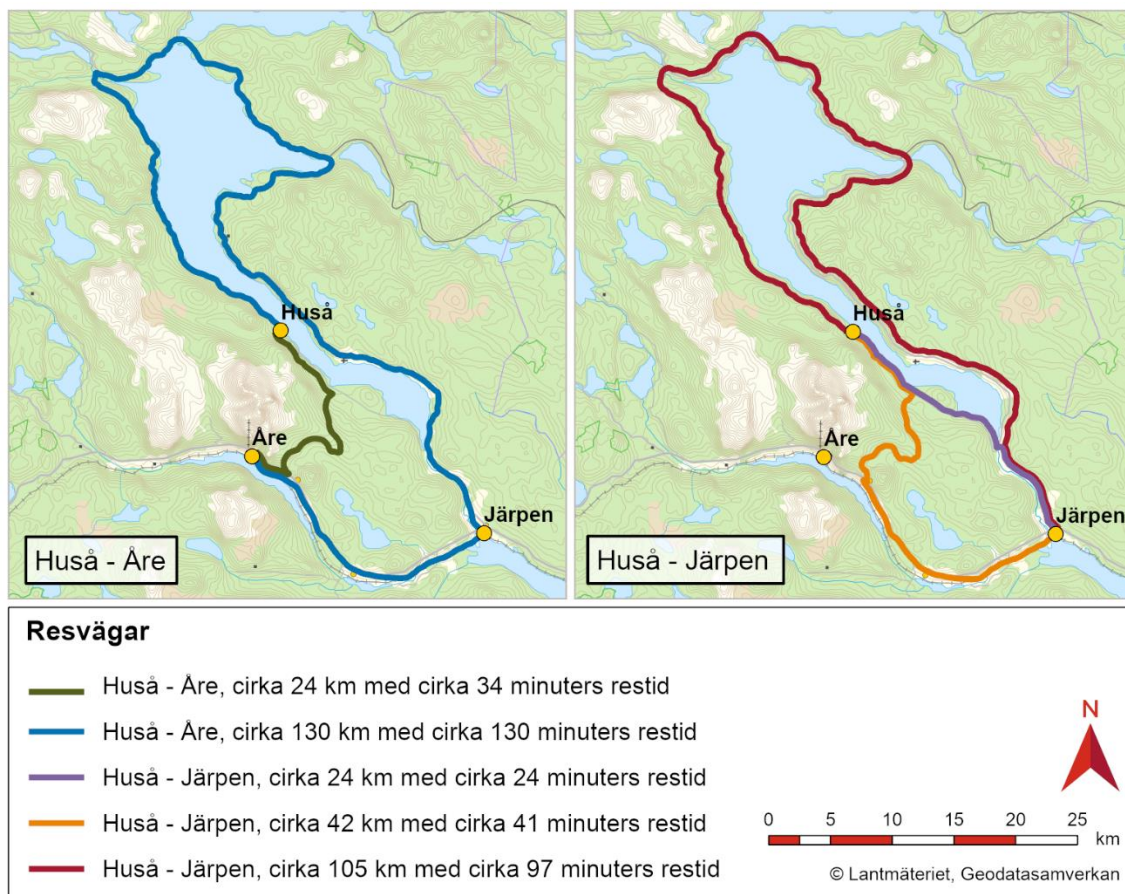 Huså
Åre
Järpen
Huså - Åre
Huså
Åre
Järpen
Huså - Järpen
Resvägar
Huså - Åre, cirka 24 km med cirka 34 minuters restid
Huså - Åre, cirka 130 km med cirka 130 minuters restid
Huså - Järpen, cirka 24 km med cirka 24 minuters restid
Huså - Järpen, cirka 42 km med cirka 41 minuters restid
Huså - Järpen, cirka 105 km med cirka 97 minuters restid
N
0 5 10 15 20 25
km
© Lantmäteriet, Geodatasamverkan